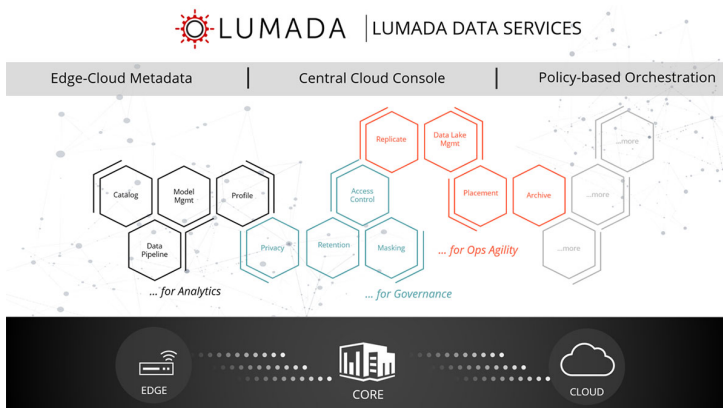 LUMADA | LUMADA DATA SERVICES
Edge-Cloud Metadata | Central Cloud Console | Policy-based Orchestration
Replicate
Data Lake
Mgmt
...more
Catalog
Model
Mgmt
Profile
Access
Control
Placement
Archive
...more
Data
Pipeline
Privacy
Retention
Masking
...more
... for Ops Agility
... for Analytics
... for Governance
EDGE
CORE
CLOUD